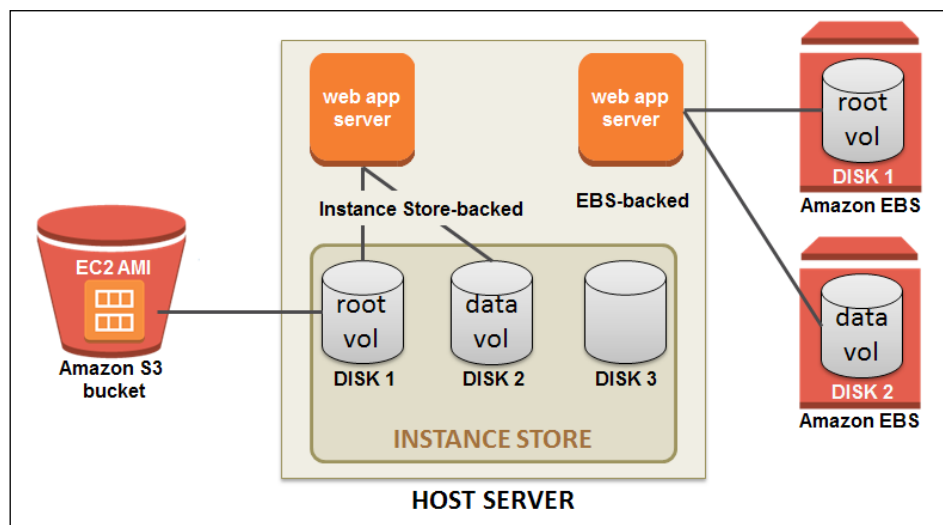 web app
server
web app
server
root
vol
DISK 1
Amazon EBS
Instance Store-backed
EBS-backed
EC2 AMI
Amazon S3
bucket
root
vol
DISK 1
data
vol
DISK 2
DISK 3
INSTANCE STORE
HOST SERVER
data
vol
DISK 2
Amazon EBS